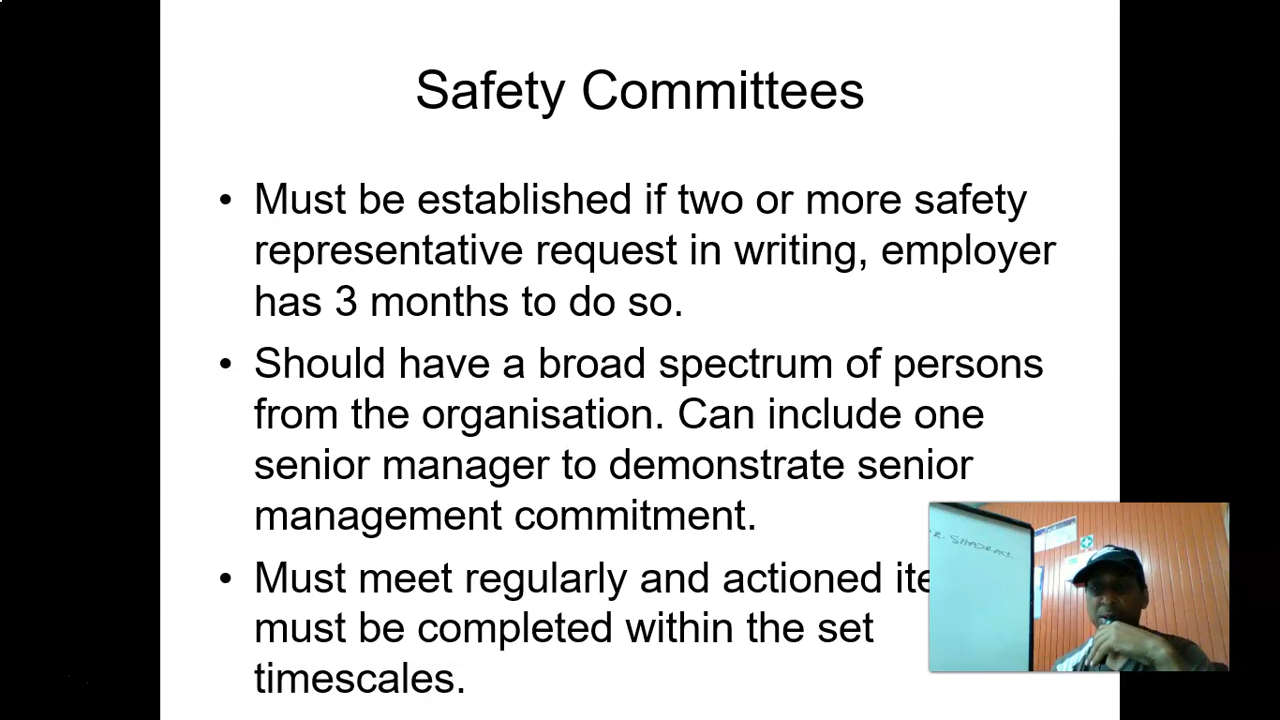 Safety Committees
• Must be established if two or more safety
representative request in writing, employer
has 3 months to do so.
• Should have a broad spectrum of persons
from the organisation. Can include one
senior manager to demonstrate senior
management commitment.
• Must meet regularly and actioned ite
must be completed within the set
timescales.